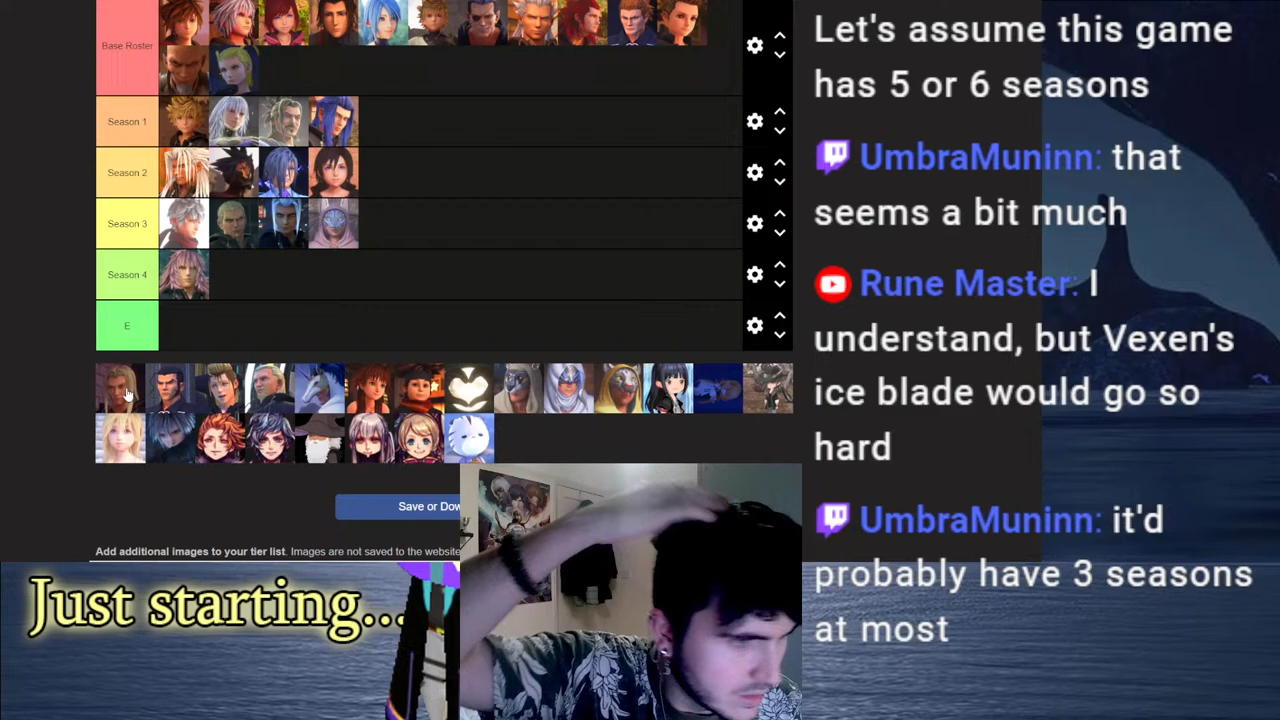 Base Roster
Season 1
Season 2
Season 3
Season 4
E
Save or Dow
Add additional images to your tier list. Images are not saved to the website
Just starting...
Let's assume this game
has 5 or 6 seasons
UmbraMuninn: that
seems a bit much
Rune Master: I
understand, but Vexen's
ice blade would go so
hard
UmbraMuninn: it'd
probably have 3 seasons
at most